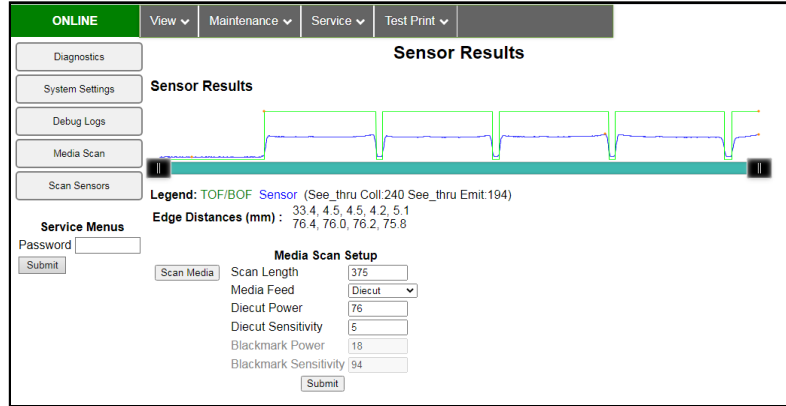 ONLINE View Maintenance Service Test Print
Diagnostics
System Settings
Debug Logs
Media Scan
Scan Sensors
Service Menus
Password
Submit
Sensor Results
Sensor Results
Legend: TOF/BOF Sensor (See_thru Coll:240 See_thru Emit:194)
Edge Distances (mm) : 33.4, 4.5, 4.5, 4.2, 5.1
76.4, 76.0, 76.2, 75.8
Media Scan Setup
Scan Media Scan Length 375
Media Feed Diecut
Diecut Power 76
Diecut Sensitivity 5
Blackmark Power 18
Blackmark Sensitivity 94
Submit